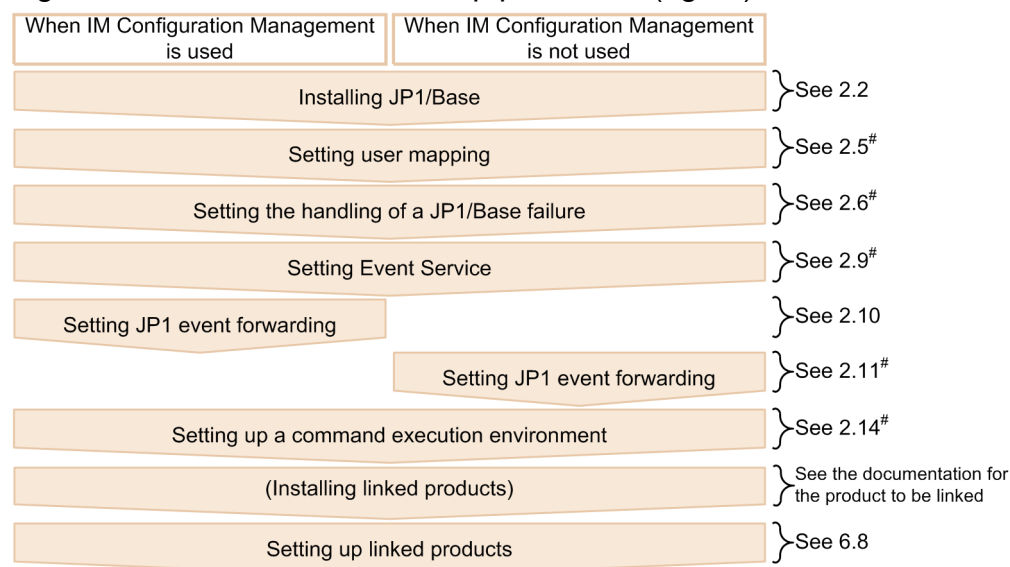 When IM Configuration Management
is used
When IM Configuration Management
is not used
Installing JP1/Base
See 2.2
Setting user mapping
See 2.5#
Setting the handling of a JP1/Base failure
See 2.6#
Setting Event Service
See 2.9#
Setting JP1 event forwarding
See 2.10
Setting JP1 event forwarding
See 2.11#
Setting up a command execution environment
See 2.14#
(Installing linked products)
See the documentation for
the product to be linked
Setting up linked products
See 6.8